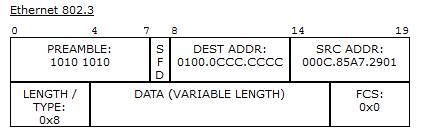 Ethernet 802.3
0 4 7 8 14 19
PREAMBLE:
1010 1010
S
F
D
DEST ADDR:
0100.0CCC.CCCC
SRC ADDR:
000C.85A7.2901
LENGTH /
TYPE:
0x8
DATA (VARIABLE LENGTH)
FCS:
0x0